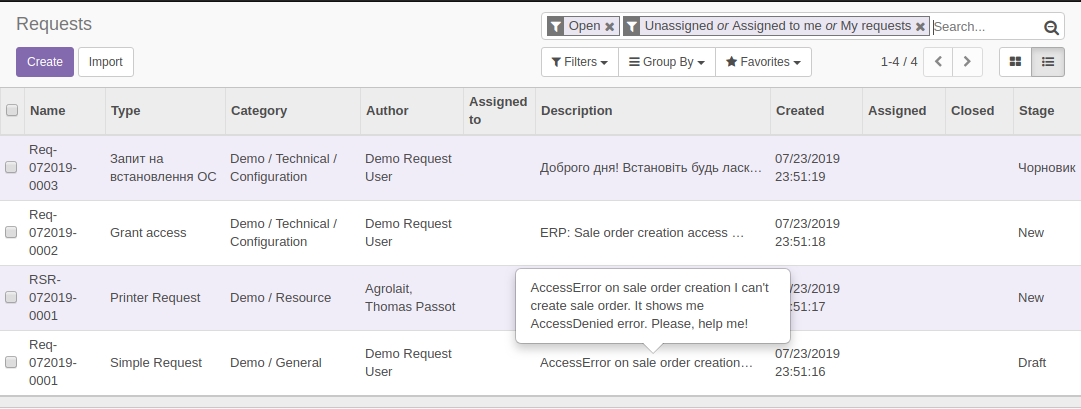 Requests
Open Unassigned or Assigned to me or My requests Search...
Create Import
Filters Group By Favorites 1-4 / 4
Name Type Category Author Assigned to Description Created Assigned Closed Stage
Req-072019-0003 Запит на встановлення ОС Demo / Technical / Configuration Demo Request User Доброго дня! Встановіть будь ласк… 07/23/2019 23:51:19 Чорновик
Req-072019-0002 Grant access Demo / Technical / Configuration Demo Request User ERP: Sale order creation access … 07/23/2019 23:51:18 New
RSR-072019-0001 Printer Request Demo / Resource Agrolait, Thomas Passot /23/2019 :51:17 New
AccessError on sale order creation I can't
create sale order. It shows me
AccessDenied error. Please, help me!
Req-072019-0001 Simple Request Demo / General Demo Request User AccessError on sale order creation… 07/23/2019 23:51:16 Draft